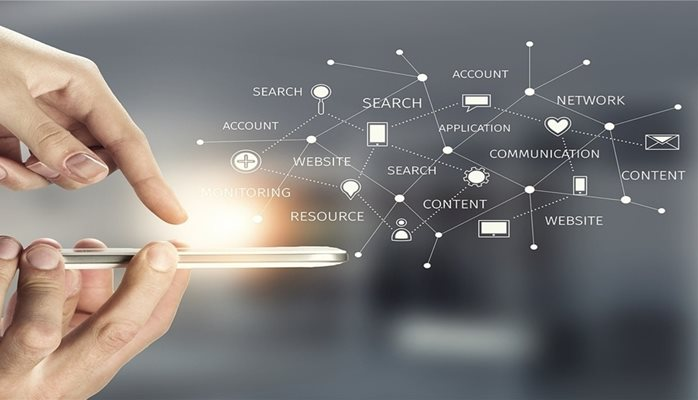 ACCOUNT
SEARCH
SEARCH
NETWORK
ACCOUNT
APPLICATION
WEBSITE
COMMUNICATION
SEARCH
CONTENT
MONITORING
CONTENT
RESOURCE
WEBSITE